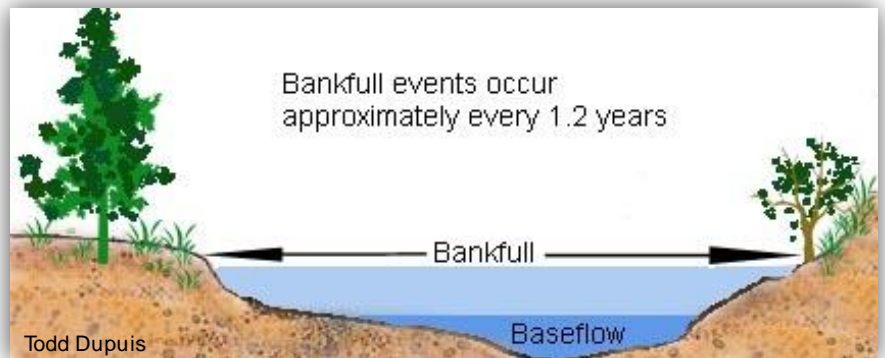 Bankfull events occur
approximately every 1.2 years
Bankfull
Baseflow
Todd Dupuis